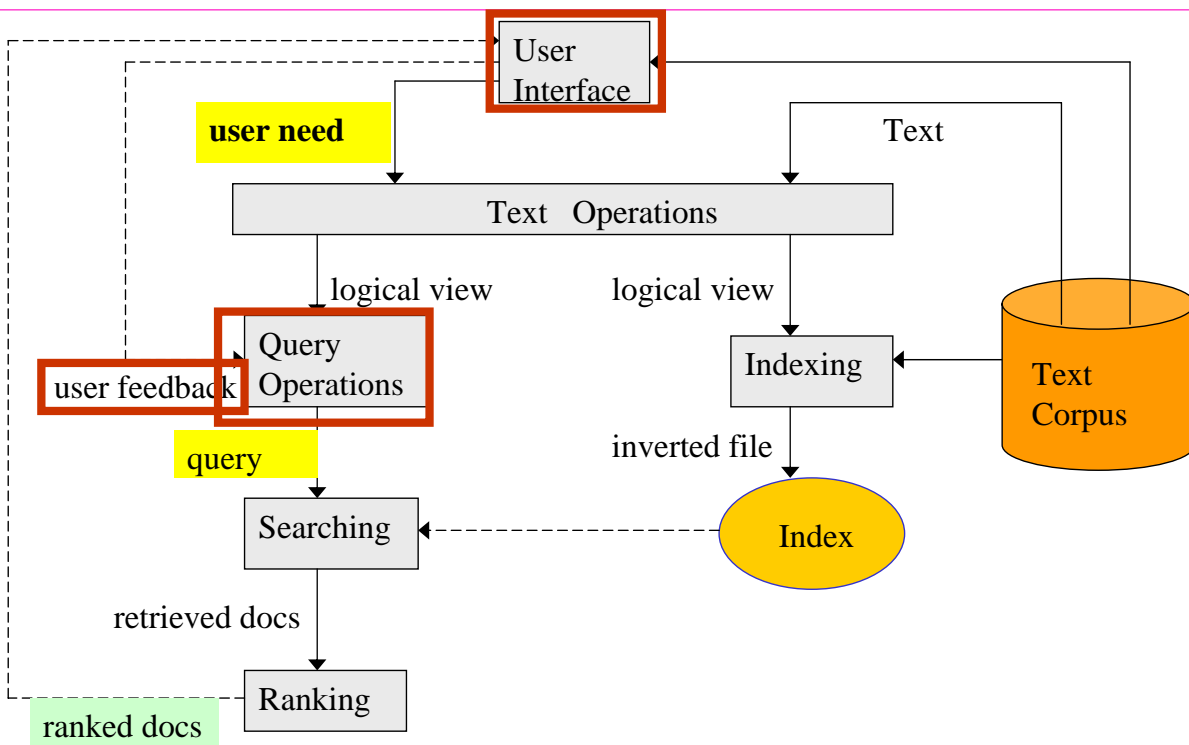 User
Interface
user need
Text
Text Operations
logical view
logical view
Query
Operations
user feedback
Indexing
Text
Corpus
query
inverted file
Searching
Index
retrieved docs
Ranking
ranked docs